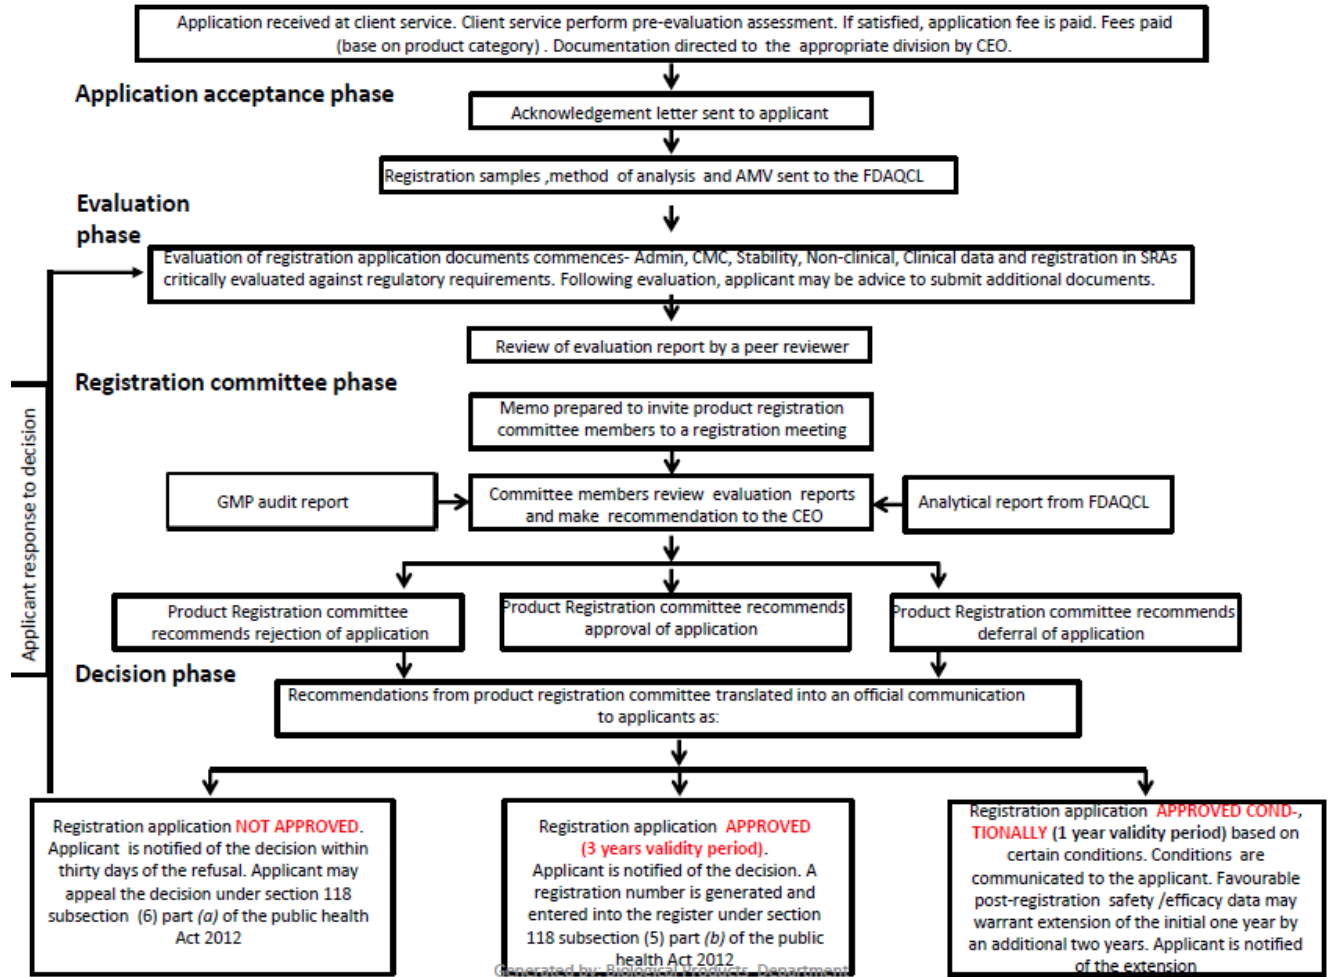 Application received at client service. Client service perform pre-evaluation assessment. If satisfied, application fee is paid. Fees paid
(base on product category) . Documentation directed to the appropriate division by CEO.
Application acceptance phase
Acknowledgement letter sent to applicant
Registration samples ,method of analysis and AMV sent to the FDAQCL
Evaluation
phase
Evaluation of registration application documents commences- Admin, CMC, Stability, Non-clinical, Clinical data and registration in SRAs
critically evaluated against regulatory requirements. Following evaluation, applicant may be advice to submit additional documents.
Review of evaluation report by a peer reviewer
Registration committee phase
Memo prepared to invite product registration
committee members to a registration meeting
GMP audit report
Committee members review evaluation reports
and make recommendation to the CEO
Analytical report from FDAQCL
Applicant response to decision
Product Registration committee
recommends rejection of application
Product Registration committee recommends
approval of application
Product Registration committee recommends
deferral of application
Decision phase
Recommendations from product registration committee translated into an official communication
to applicants as:
Registration application NOT APPROVED.
Applicant is notified of the decision within
thirty days of the refusal. Applicant may
appeal the decision under section 118
subsection (6) part (a) of the public health
Act 2012
Registration application APPROVED
(3 years validity period).
Applicant is notified of the decision. A
registration number is generated and
entered into the register under section
118 subsection (5) part (b) of the public
health Act 2012
Registration application APPROVED COND-,
TIONALLY (1 year validity period) based on
certain conditions. Conditions are
communicated to the applicant. Favourable
post-registration safety /efficacy data may
warrant extension of the initial one year by
an additional two years. Applicant is notified
of the extension
Generated by: Biological Products Department